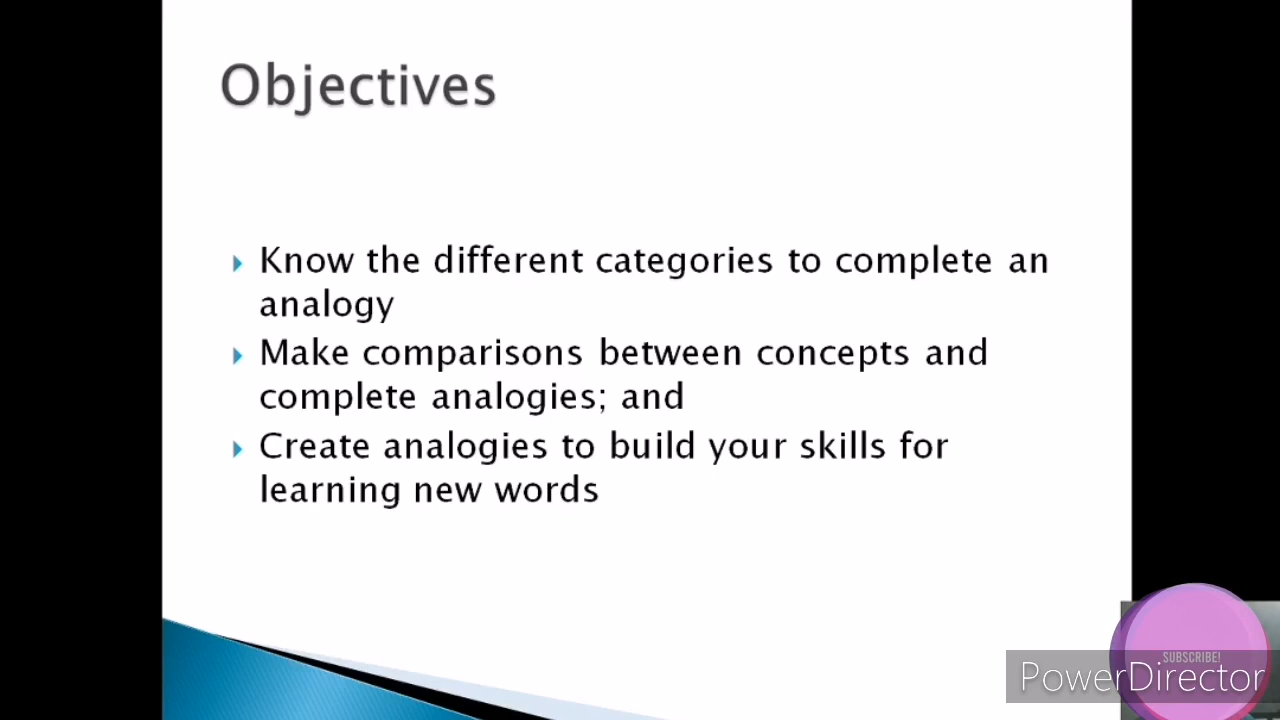 Objectives
Know the different categories to complete an
analogy
Make comparisons between concepts and
complete analogies; and
Create analogies to build your skills for
learning new words
SUBSCRIBE!
PowerDirector